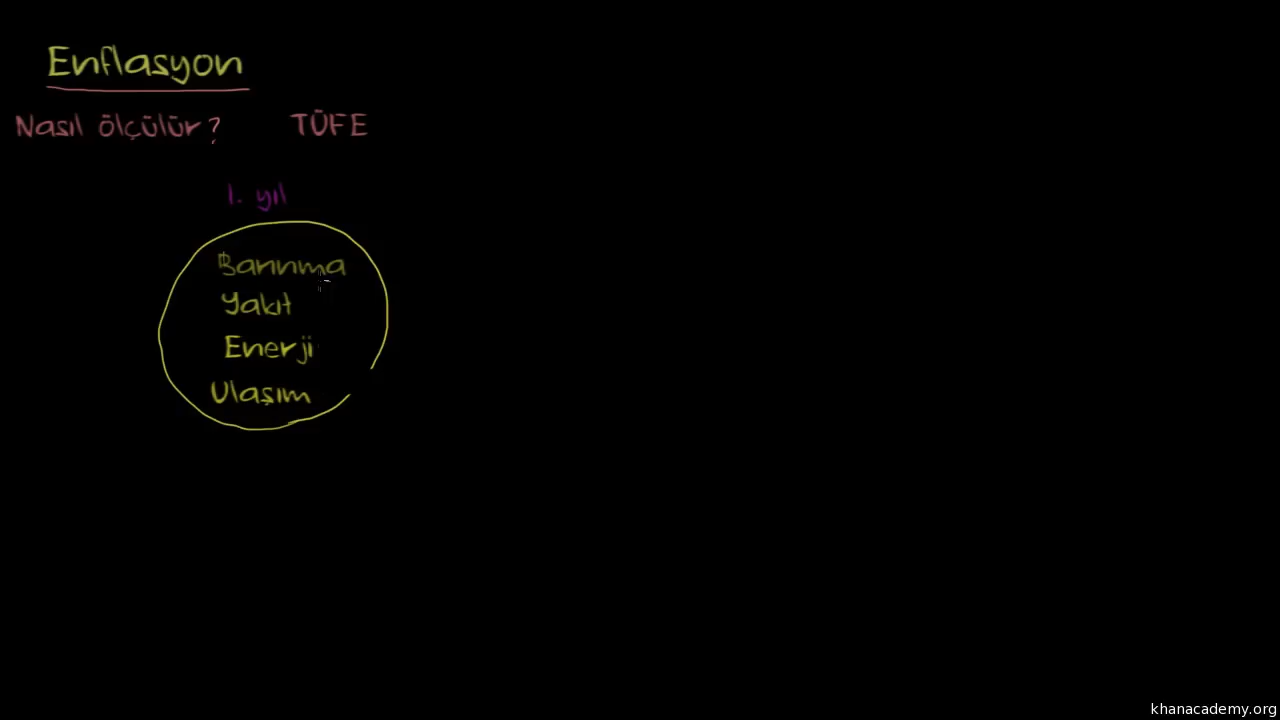 Enflasyon
Nasıl ölçülür? TÜFE
1. yıl
Barınma
Yakıt
Enerji
Ulaşım
khanacademy.org